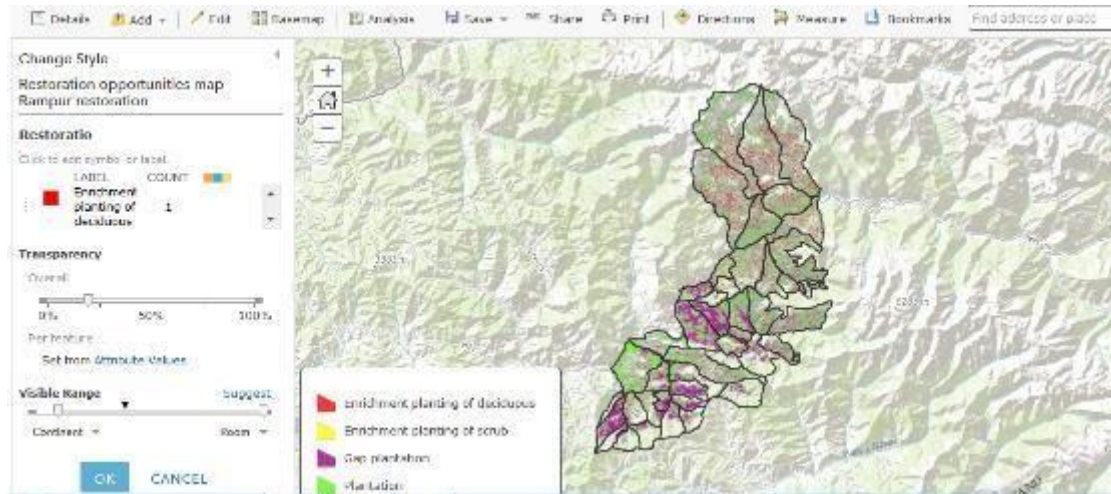 Details Add Edit Basemap Analysis Save Share Print Directions Measure Bookmarks Find address or place
Change Style
Restoration opportunities map
Rampur restoration
Restoratio
Click to add symbol or label.
LABEL COUNT
Enrichment
planting of
deciduous
1
Transparency
Overall
0% 50% 100%
Per feature
Set from Attribute Values
Visible Range Suggest
Continent Room
OK CANCEL
+
−
Enrichment planting of decidupus
Enrichment planting of scrub
Gap plantation
Plantation